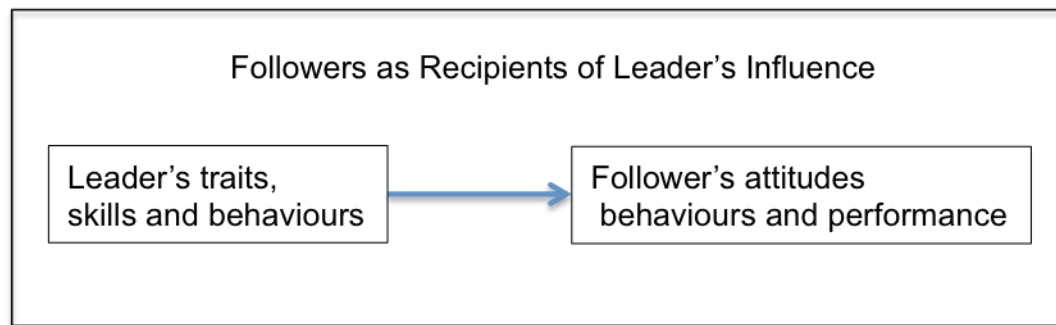 Followers as Recipients of Leader’s Influence
Leader’s traits,
skills and behaviours
Follower’s attitudes
behaviours and performance